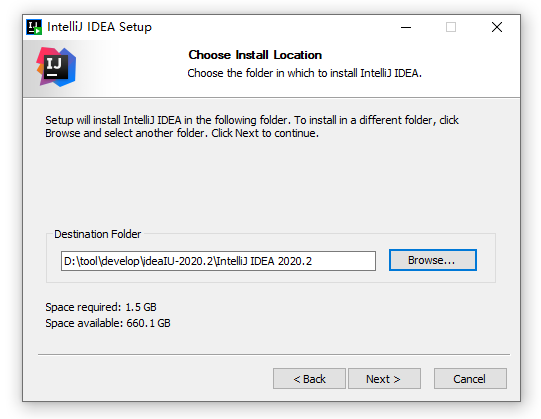 IntelliJ IDEA Setup
IJ
Choose Install Location
Choose the folder in which to install IntelliJ IDEA.
Setup will install IntelliJ IDEA in the following folder. To install in a different folder, click
Browse and select another folder. Click Next to continue.
Destination Folder
D:\tool\develop\ideaIU-2020.2\IntelliJ IDEA 2020.2
Browse...
Space required: 1.5 GB
Space available: 660.1 GB
< Back
Next >
Cancel